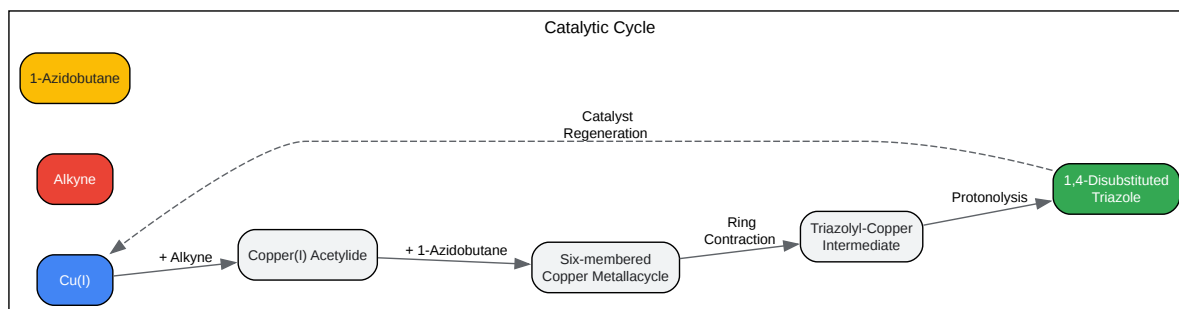 Catalytic Cycle
1-Azidobutane
Catalyst
Regeneration
Alkyne
1,4-Disubstituted
Triazole
Protonolysis
Triazolyl-Copper
Intermediate
Ring
Contraction
+ 1-Azidobutane
Copper(I) Acetylide
+ Alkyne
Six-membered
Copper Metallacycle
Cu(I)